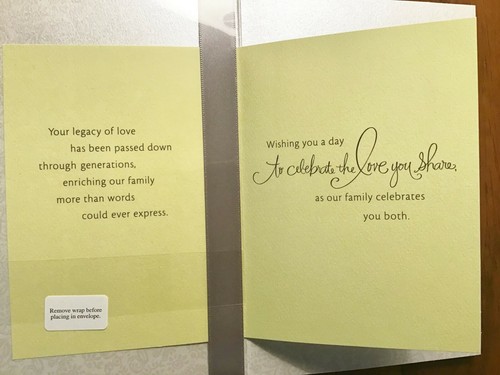 Your legacy of love
has been passed down
through generations,
enriching our family
more than words
could ever express.
Remove wrap before
placing in envelope.
Wishing you a day
to celebrate the love you share,
as our family celebrates
you both.